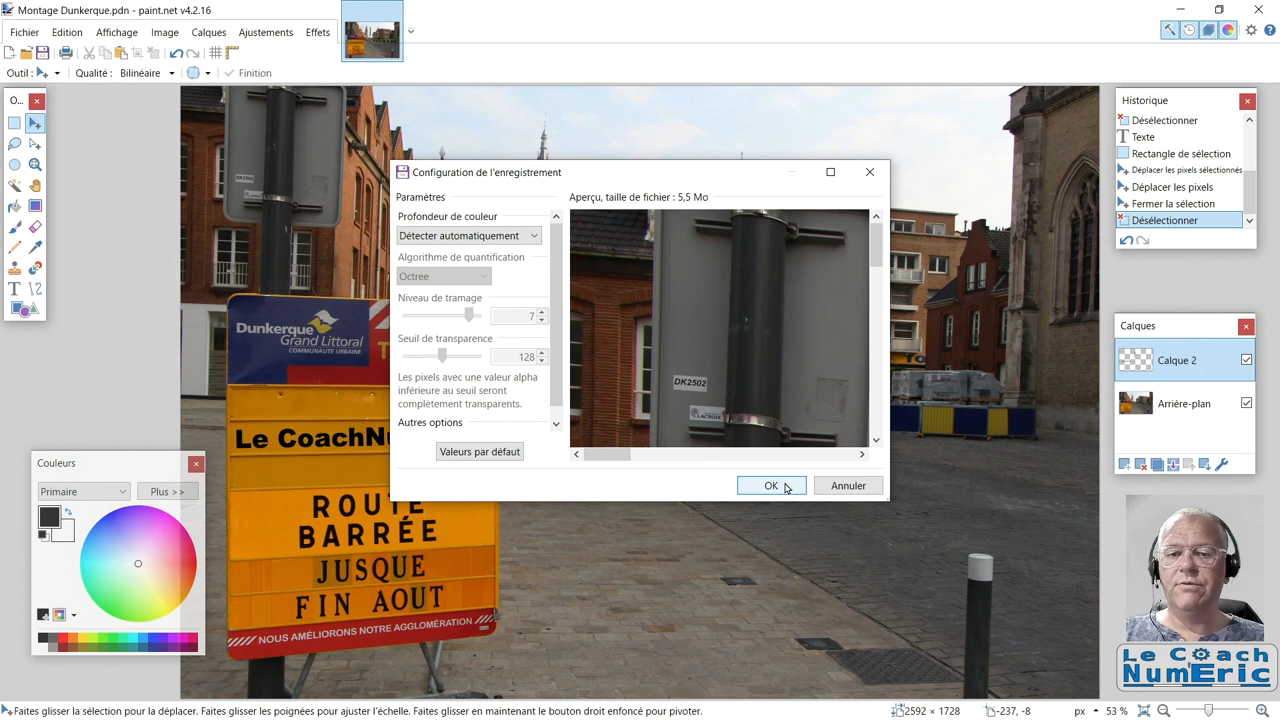 Montage Dunkerque.pdn - paint.net v4.2.16
Fichier Edition Affichage Image Calques Ajustements Effets
Outil : Qualité : Bilinéaire Finition
O...
Historique
Désélectionner
Texte
Rectangle de sélection
Déplacer les pixels sélectionnés
Déplacer les pixels
Fermer la sélection
Désélectionner
Configuration de l'enregistrement
Paramètres
Profondeur de couleur
Détecter automatiquement
Algorithme de quantification
Octree
Niveau de tramage
7
Seuil de transparence
128
Les pixels avec une valeur alpha
inférieure au seuil seront
complètement transparents.
Autres options
Valeurs par défaut
Aperçu, taille de fichier : 5,5 Mo
DK2502
LACROIX
OK Annuler
DK2502
Dunkerque
Grand Littoral
COMMUNAUTE URBAINE
T
Le CoachNu
ROUTE
BARRÉE
JUSQUE
FIN AOUT
NOUS AMÉLIORONS NOTRE AGGLOMÉRATION
Calques
Calque 2
Arrière-plan
Couleurs
Primaire Plus >>
Le Coach
NumEric
Faites glisser la sélection pour la déplacer. Faites glisser les poignées pour ajuster l'échelle. Faites glisser en maintenant le bouton droit enfoncé pour pivoter.
2592 × 1728 -237, -8 px 53 %